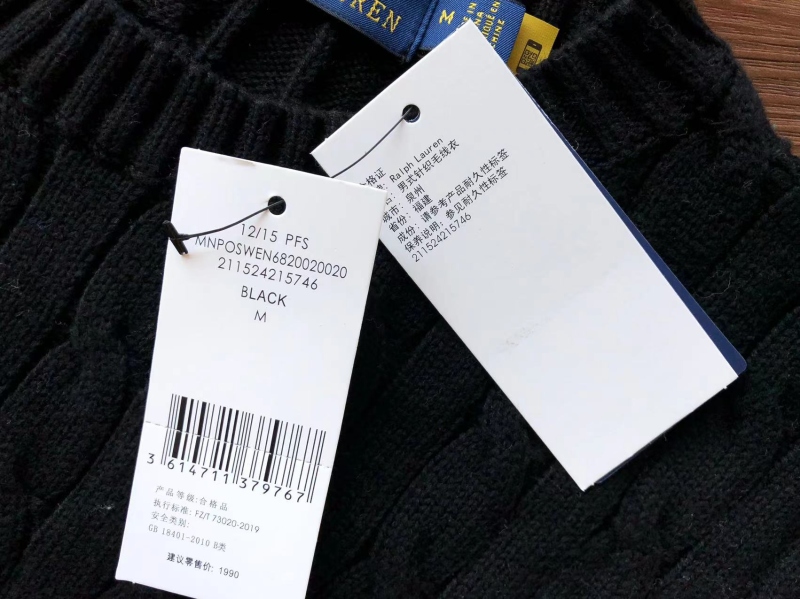 REN
M
12/15 PFS
MNPOSWEN6820020020
211524215746
BLACK
M
3 614711 379767
产品等级:合格品
执行标准: FZ/T 73020-2019
安全类别:
GB 18401-2010 B类
建议零售价: 1990
格证
: Ralph Lauren
: 男式针织毛线衣
城市: 泉州
省份: 福建
成份: 请参考产品耐久性标签
保养说明: 参见耐久性标签
211524215746